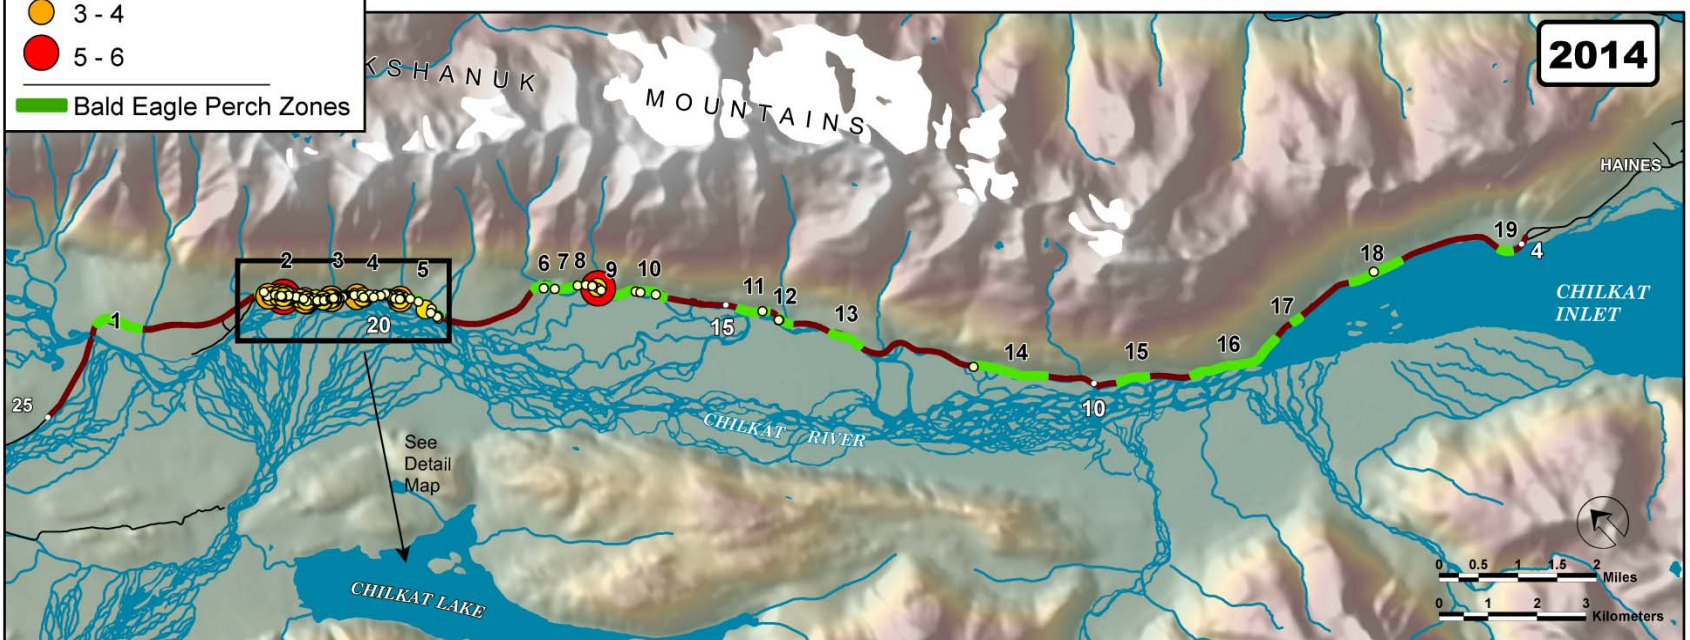 3 - 4
5 - 6
Bald Eagle Perch Zones
2014
KSHANUK
MOUNTAINS
HAINES
19
4
18
2
3
4
5
6
7
8
9
10
CHILKAT
INLET
11
12
17
1
13
20
15
14
15
16
25
10
CHILKAT RIVER
See
Detail
Map
CHILKAT LAKE
0 0.5 1 1.5 2
Miles
0 1 2 3
Kilometers